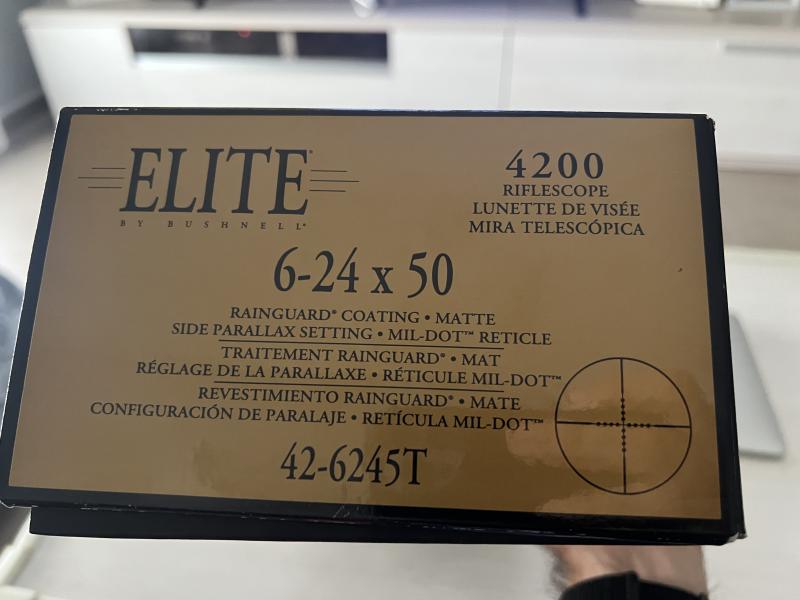 ELITE®
BY BUSHNELL®
4200
RIFLESCOPE
LUNETTE DE VISÉE
MIRA TELESCÓPICA
6-24 x 50
RAINGUARD® COATING • MATTE
SIDE PARALLAX SETTING • MIL-DOT™ RETICLE
TRAITEMENT RAINGUARD® • MAT
RÉGLAGE DE LA PARALLAXE • RÉTICULE MIL-DOT™
REVESTIMIENTO RAINGUARD® • MATE
CONFIGURACIÓN DE PARALAJE • RETÍCULA MIL-DOT™
42-6245T